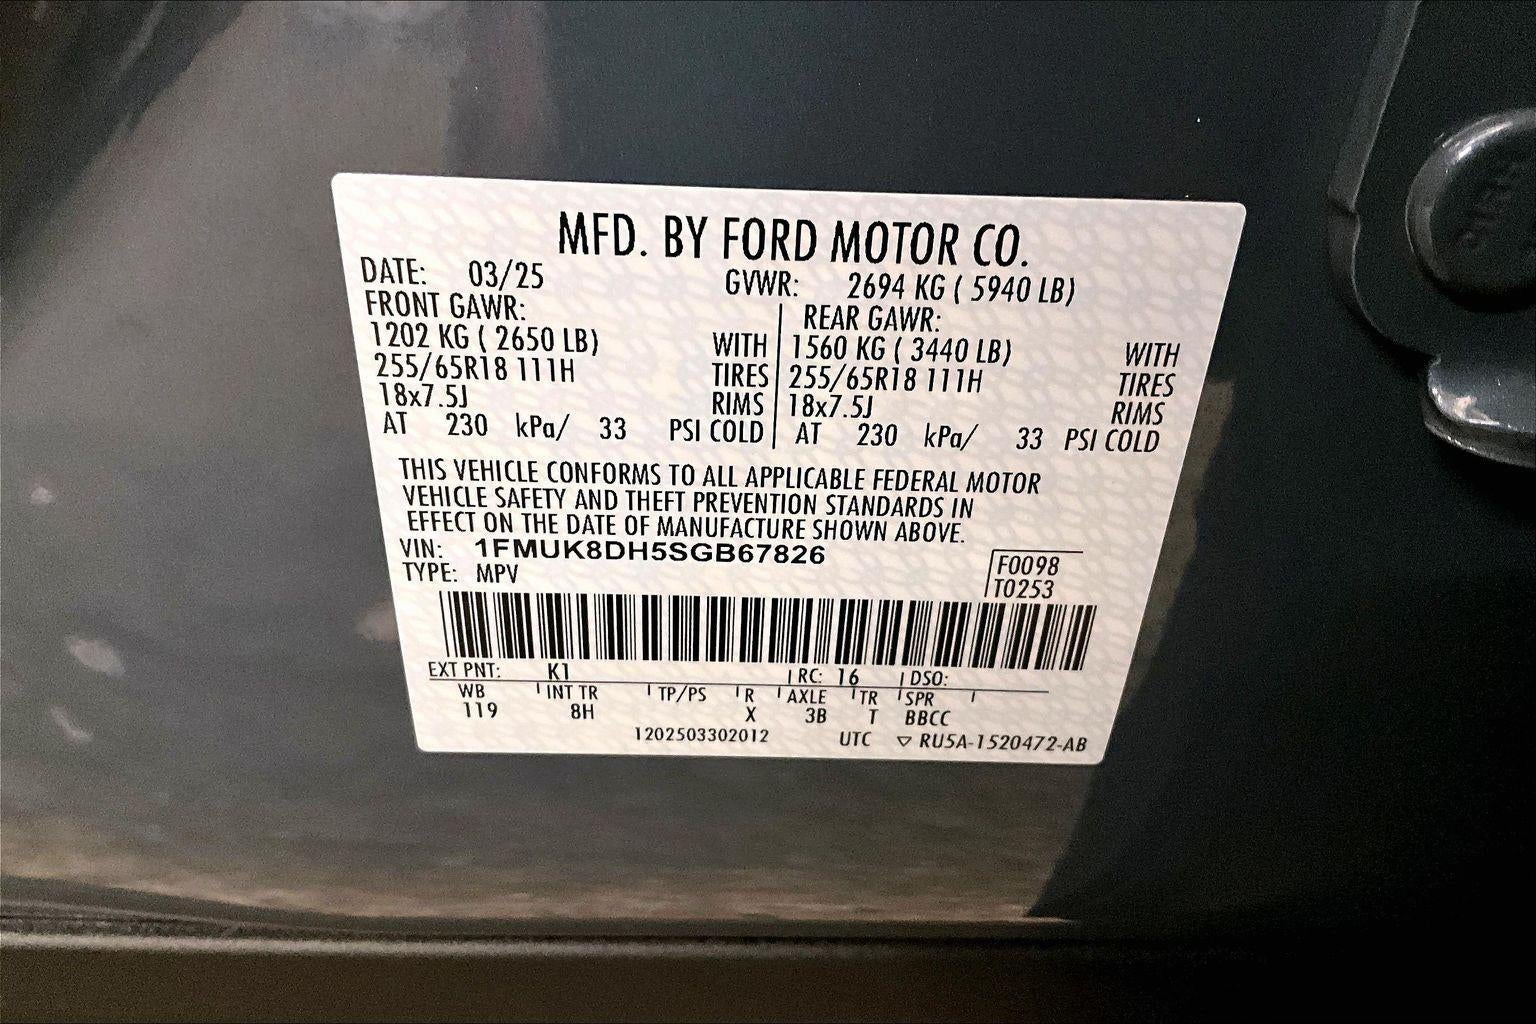 MFD. BY FORD MOTOR CO.
DATE: 03/25 GVWR: 2694 KG ( 5940 LB)
FRONT GAWR: REAR GAWR:
1202 KG ( 2650 LB) WITH 1560 KG ( 3440 LB) WITH
255/65R18 111H TIRES 255/65R18 111H TIRES
18x7.5J RIMS 18x7.5J RIMS
AT 230 kPa/ 33 PSI COLD AT 230 kPa/ 33 PSI COLD
THIS VEHICLE CONFORMS TO ALL APPLICABLE FEDERAL MOTOR
VEHICLE SAFETY AND THEFT PREVENTION STANDARDS IN
EFFECT ON THE DATE OF MANUFACTURE SHOWN ABOVE.
VIN: 1FMUK8DH5SGB67826
F0098
TYPE: MPV
T0253
EXT PNT: K1 RC: 16 DSO:
WB INT TR TP/PS R AXLE TR SPR
119 8H X 3B T BBCC
1202503302012 UTC ▽ RU5A-1520472-AB